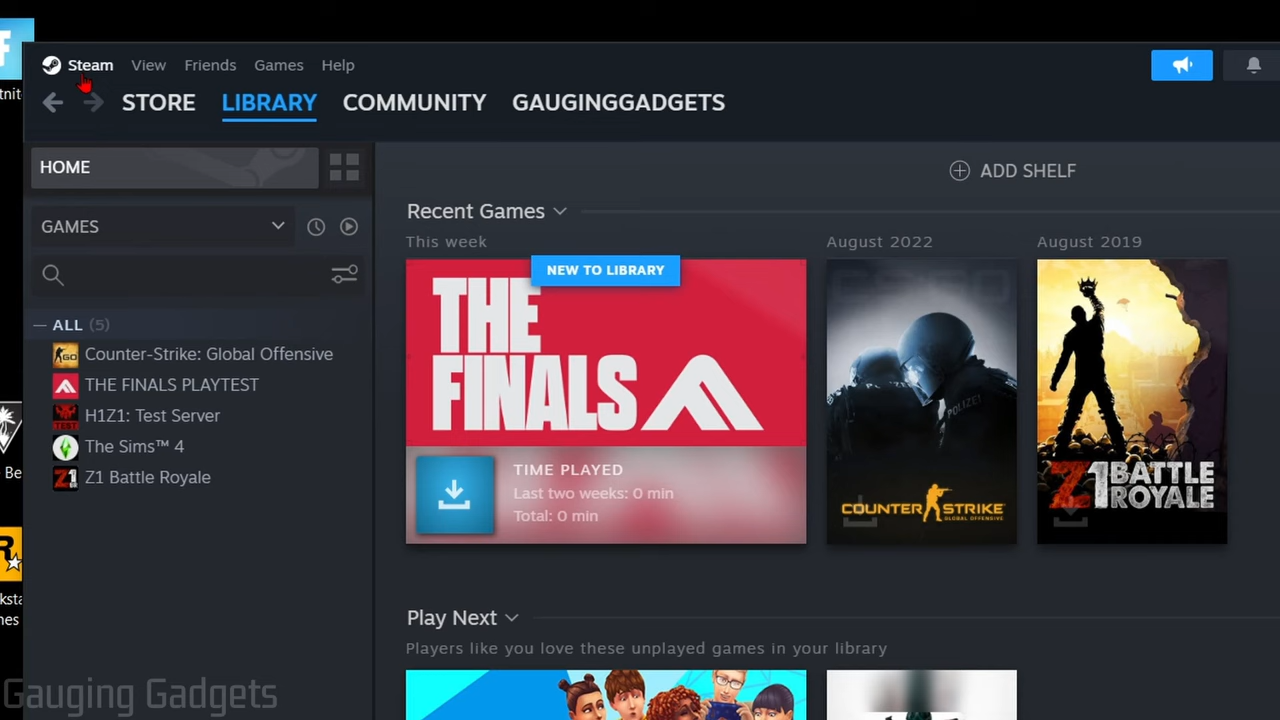 Steam View Friends Games Help
STORE LIBRARY COMMUNITY GAUGINGGADGETS
HOME
GAMES
ALL (5)
Counter-Strike: Global Offensive
THE FINALS PLAYTEST
H1Z1: Test Server
The Sims™ 4
Z1 Battle Royale
ADD SHELF
Recent Games
This week
August 2022
August 2019
NEW TO LIBRARY
THE
FINALS
TIME PLAYED
Last two weeks: 0 min
Total: 0 min
CS:GO
POLIZEI
COUNTER STRIKE
GLOBAL OFFENSIVE
Z1 BATTLE
ROYALE
Play Next
Players like you love these unplayed games in your library
Gauging Gadgets